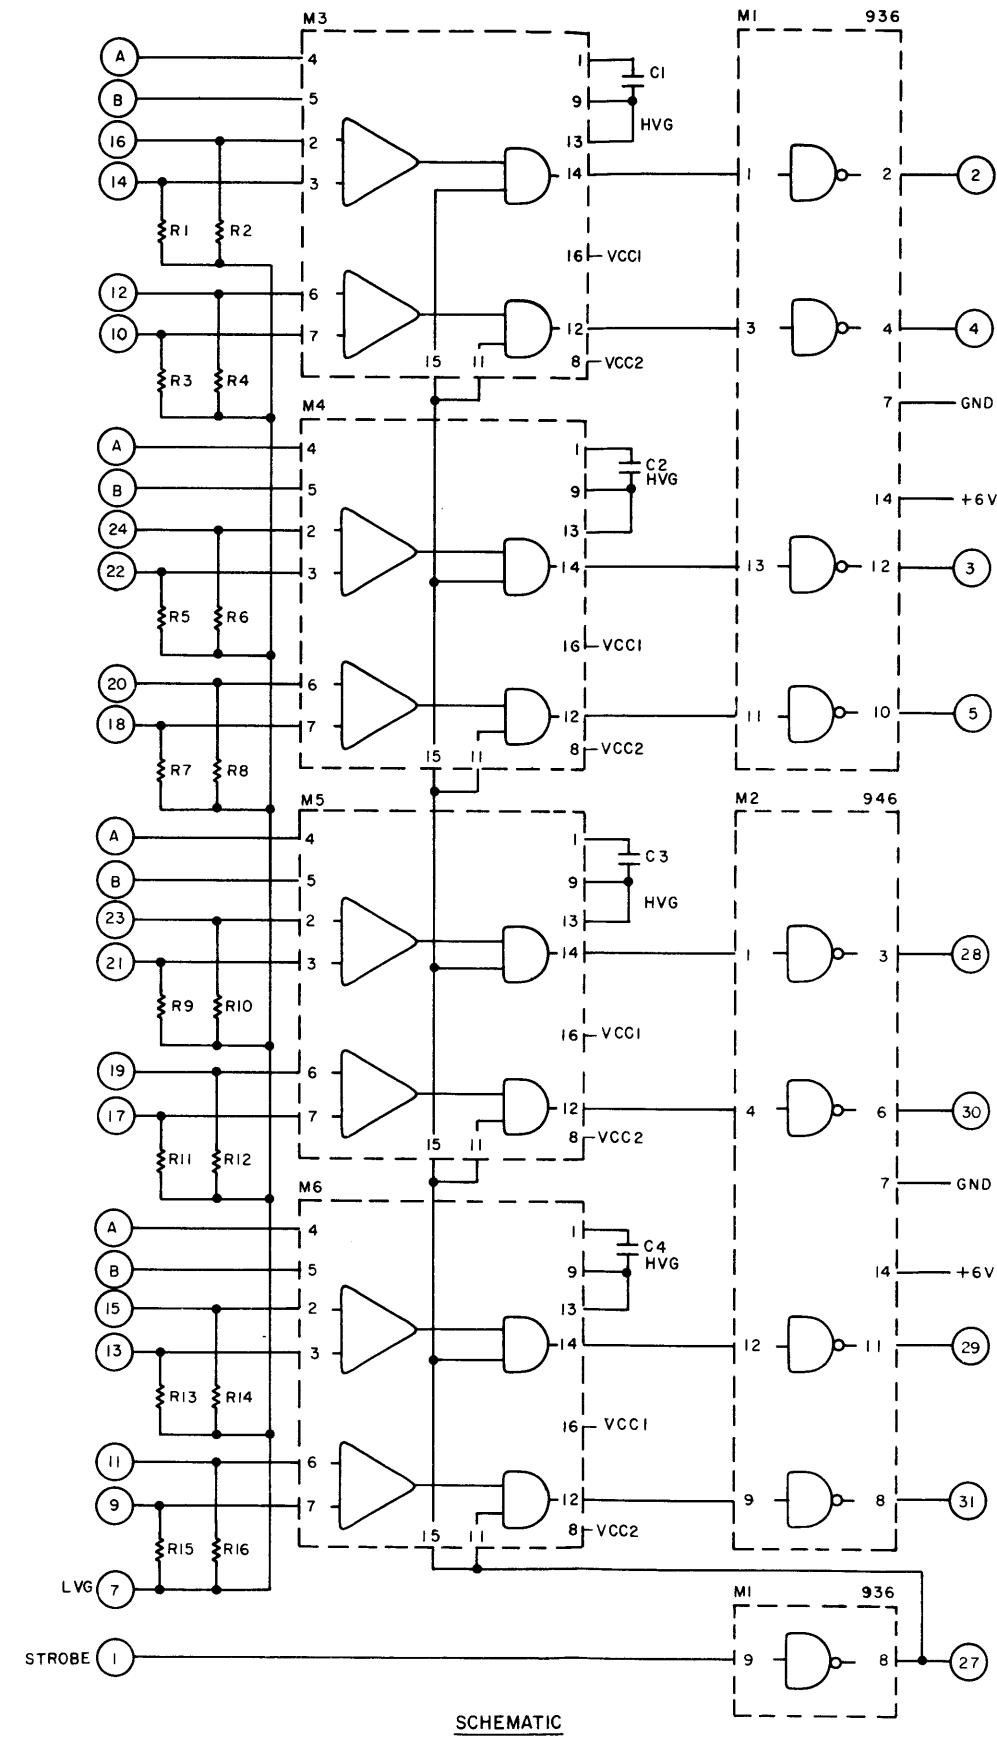 M3 M1 936
A 4 1 C1
B 5 9
HVG
16 2 13
14 3 14 1 2 2
R1 R2
16 VCC1
12 6
10 7 12 3 4 4
R3 R4 15 11 8 VCC2
7 GND
M4
A 4 1 C2
HVG
B 5 9
14 +6V
24 2 13
22 3 14 13 12 3
R5 R6
16 VCC1
20 6
18 7 12 11 10 5
R7 R8 15 11 8 VCC2
M5 M2 946
A 4 1 C3
B 5 9
HVG
23 2 13
21 3 14 1 3 28
R9 R10
16 VCC1
19 6
17 7 12 4 6 30
R11 R12 15 11 8 VCC2
7 GND
M6
A 4 1 C4
HVG
B 5 9 14 +6V
15 2 13
13 3 14 12 11 29
R13 R14
16 VCC1
11 6
9 7 12 9 8 31
R15 R16 15 11 8 VCC2
LVG 7
M1 936
STROBE 1 9 8 27
SCHEMATIC